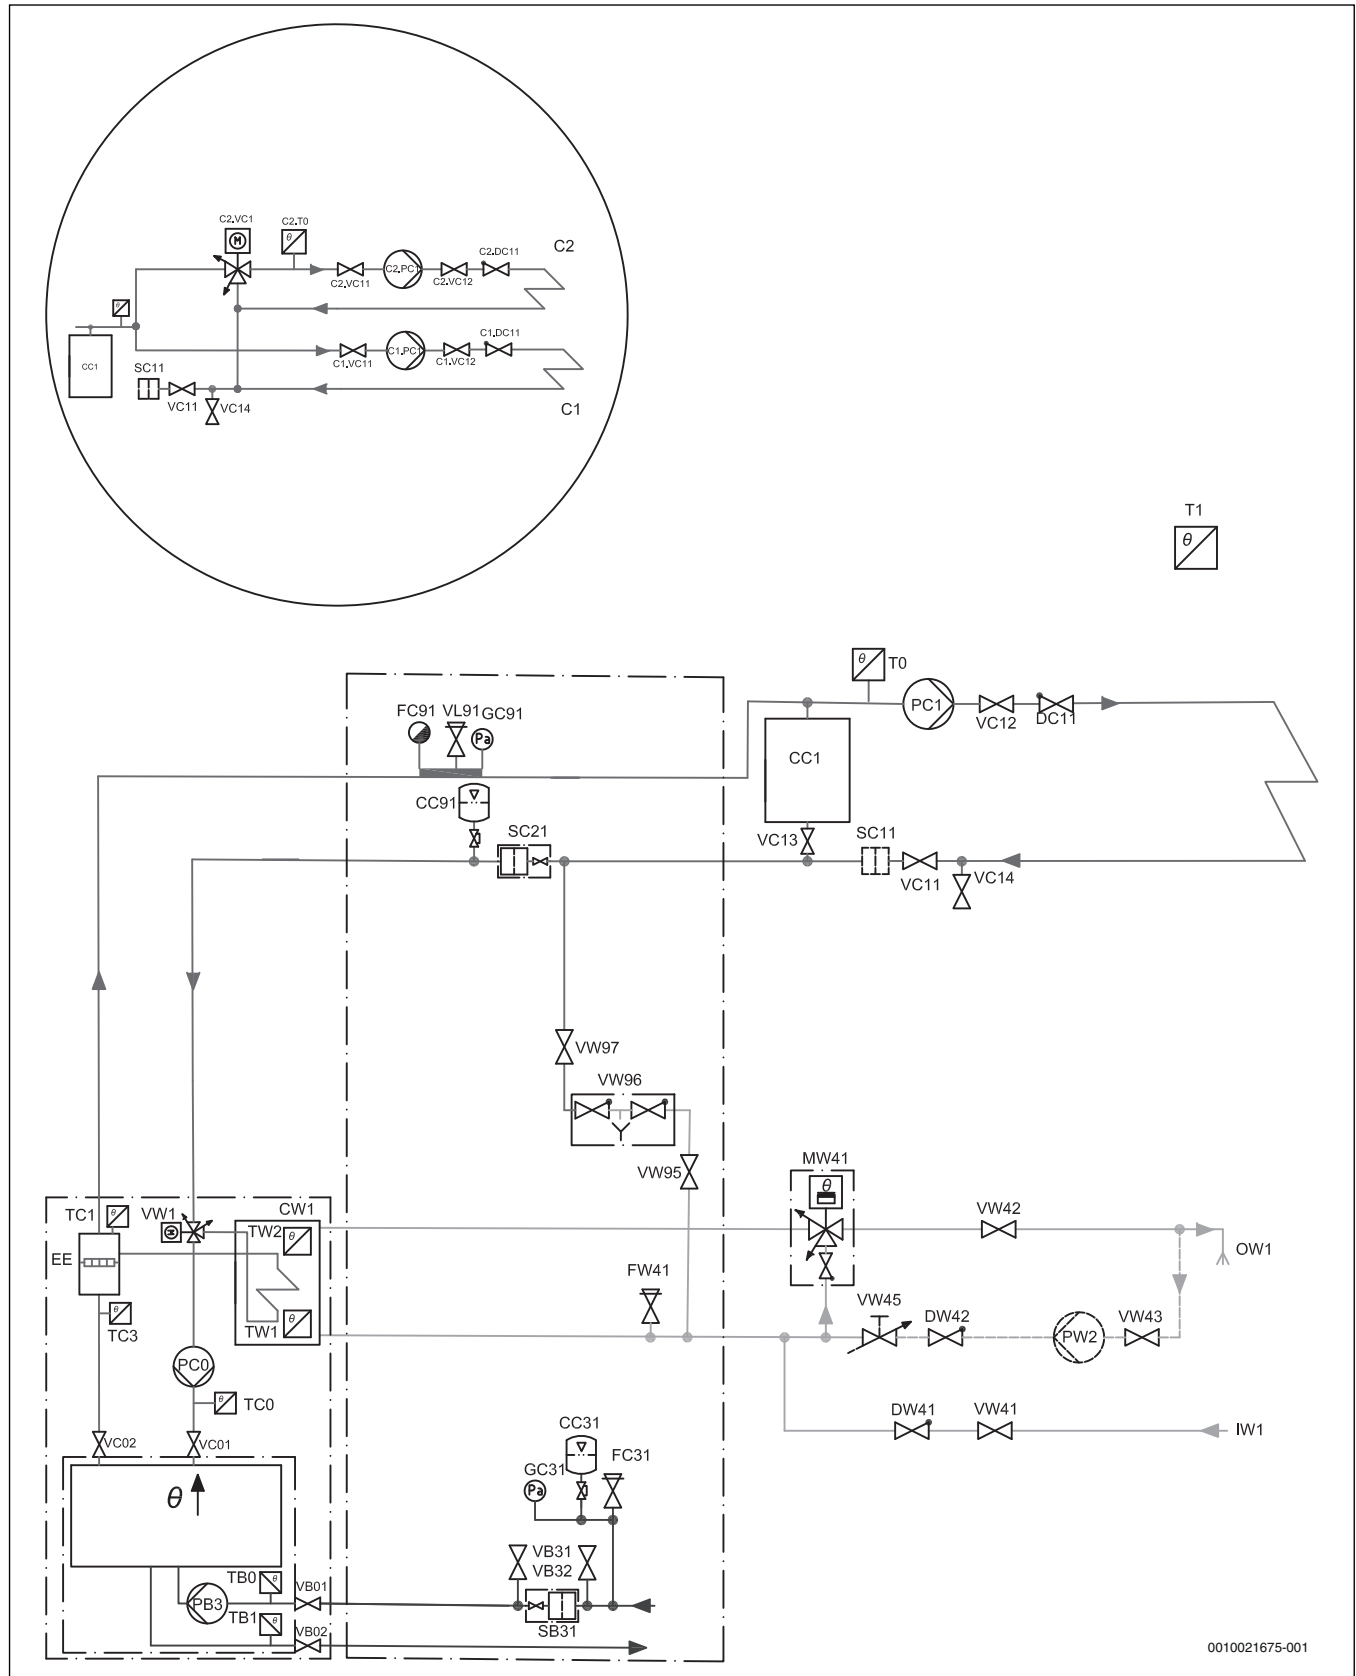 C2.VC1
C2.T0
θ
M
C2.DC11
C2
C2.VC11
C2.PC1
C2.VC12
θ
CC1
C1.VC11
C1.PC1
C1.VC12
C1.DC11
SC11
VC11
VC14
C1
T1
θ
θ
T0
PC1
VC12
DC11
FC91
VL91
GC91
Pa
CC1
CC91
SC21
VC13
SC11
VC11
VC14
VW97
VW96
VW95
MW41
θ
TC1
θ
VW1
M
CW1
TW2
θ
VW42
OW1
EE
FW41
θ
TC3
TW1
θ
VW45
DW42
PW2
VW43
PC0
θ
TC0
DW41
VW41
IW1
VC02
VC01
CC31
FC31
GC31
Pa
θ
VB31
VB32
TB0
θ
VB01
PB3
TB1
θ
VB02
SB31
0010021675-001